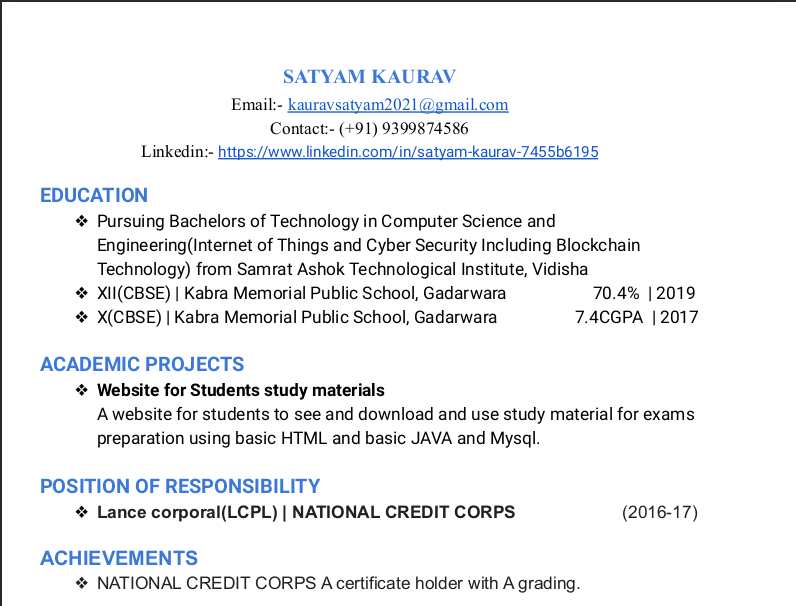 SATYAM KAURAV
Email:- kauravsatyam2021@gmail.com
Contact:- (+91) 9399874586
Linkedin:- https://www.linkedin.com/in/satyam-kaurav-7455b6195
EDUCATION
❖ Pursuing Bachelors of Technology in Computer Science and
Engineering(Internet of Things and Cyber Security Including Blockchain
Technology) from Samrat Ashok Technological Institute, Vidisha
❖ XII(CBSE) | Kabra Memorial Public School, Gadarwara 70.4% | 2019
❖ X(CBSE) | Kabra Memorial Public School, Gadarwara 7.4CGPA | 2017
ACADEMIC PROJECTS
❖ Website for Students study materials
A website for students to see and download and use study material for exams
preparation using basic HTML and basic JAVA and Mysql.
POSITION OF RESPONSIBILITY
❖ Lance corporal(LCPL) | NATIONAL CREDIT CORPS (2016-17)
ACHIEVEMENTS
❖ NATIONAL CREDIT CORPS A certificate holder with A grading.